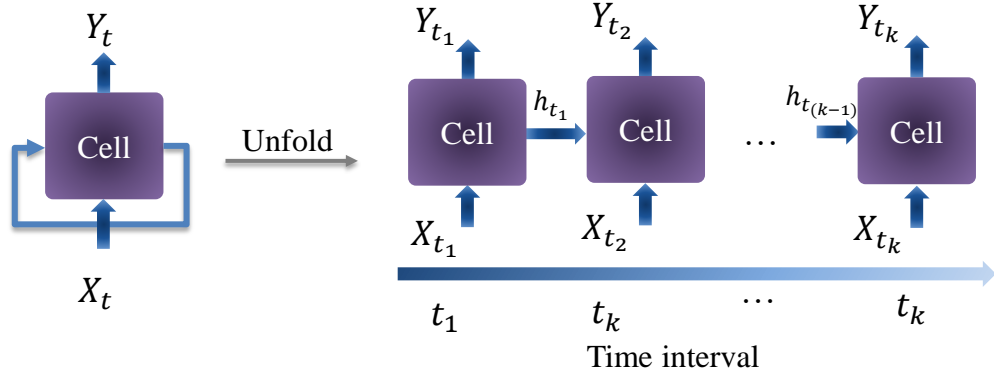 Y_t
Cell
X_t
Unfold
Y_{t_1} Y_{t_2} Y_{t_k}
h_{t_1} h_{t_{(k-1)}}
Cell Cell … Cell
X_{t_1} X_{t_2} X_{t_k}
t_1 t_k … t_k
Time interval